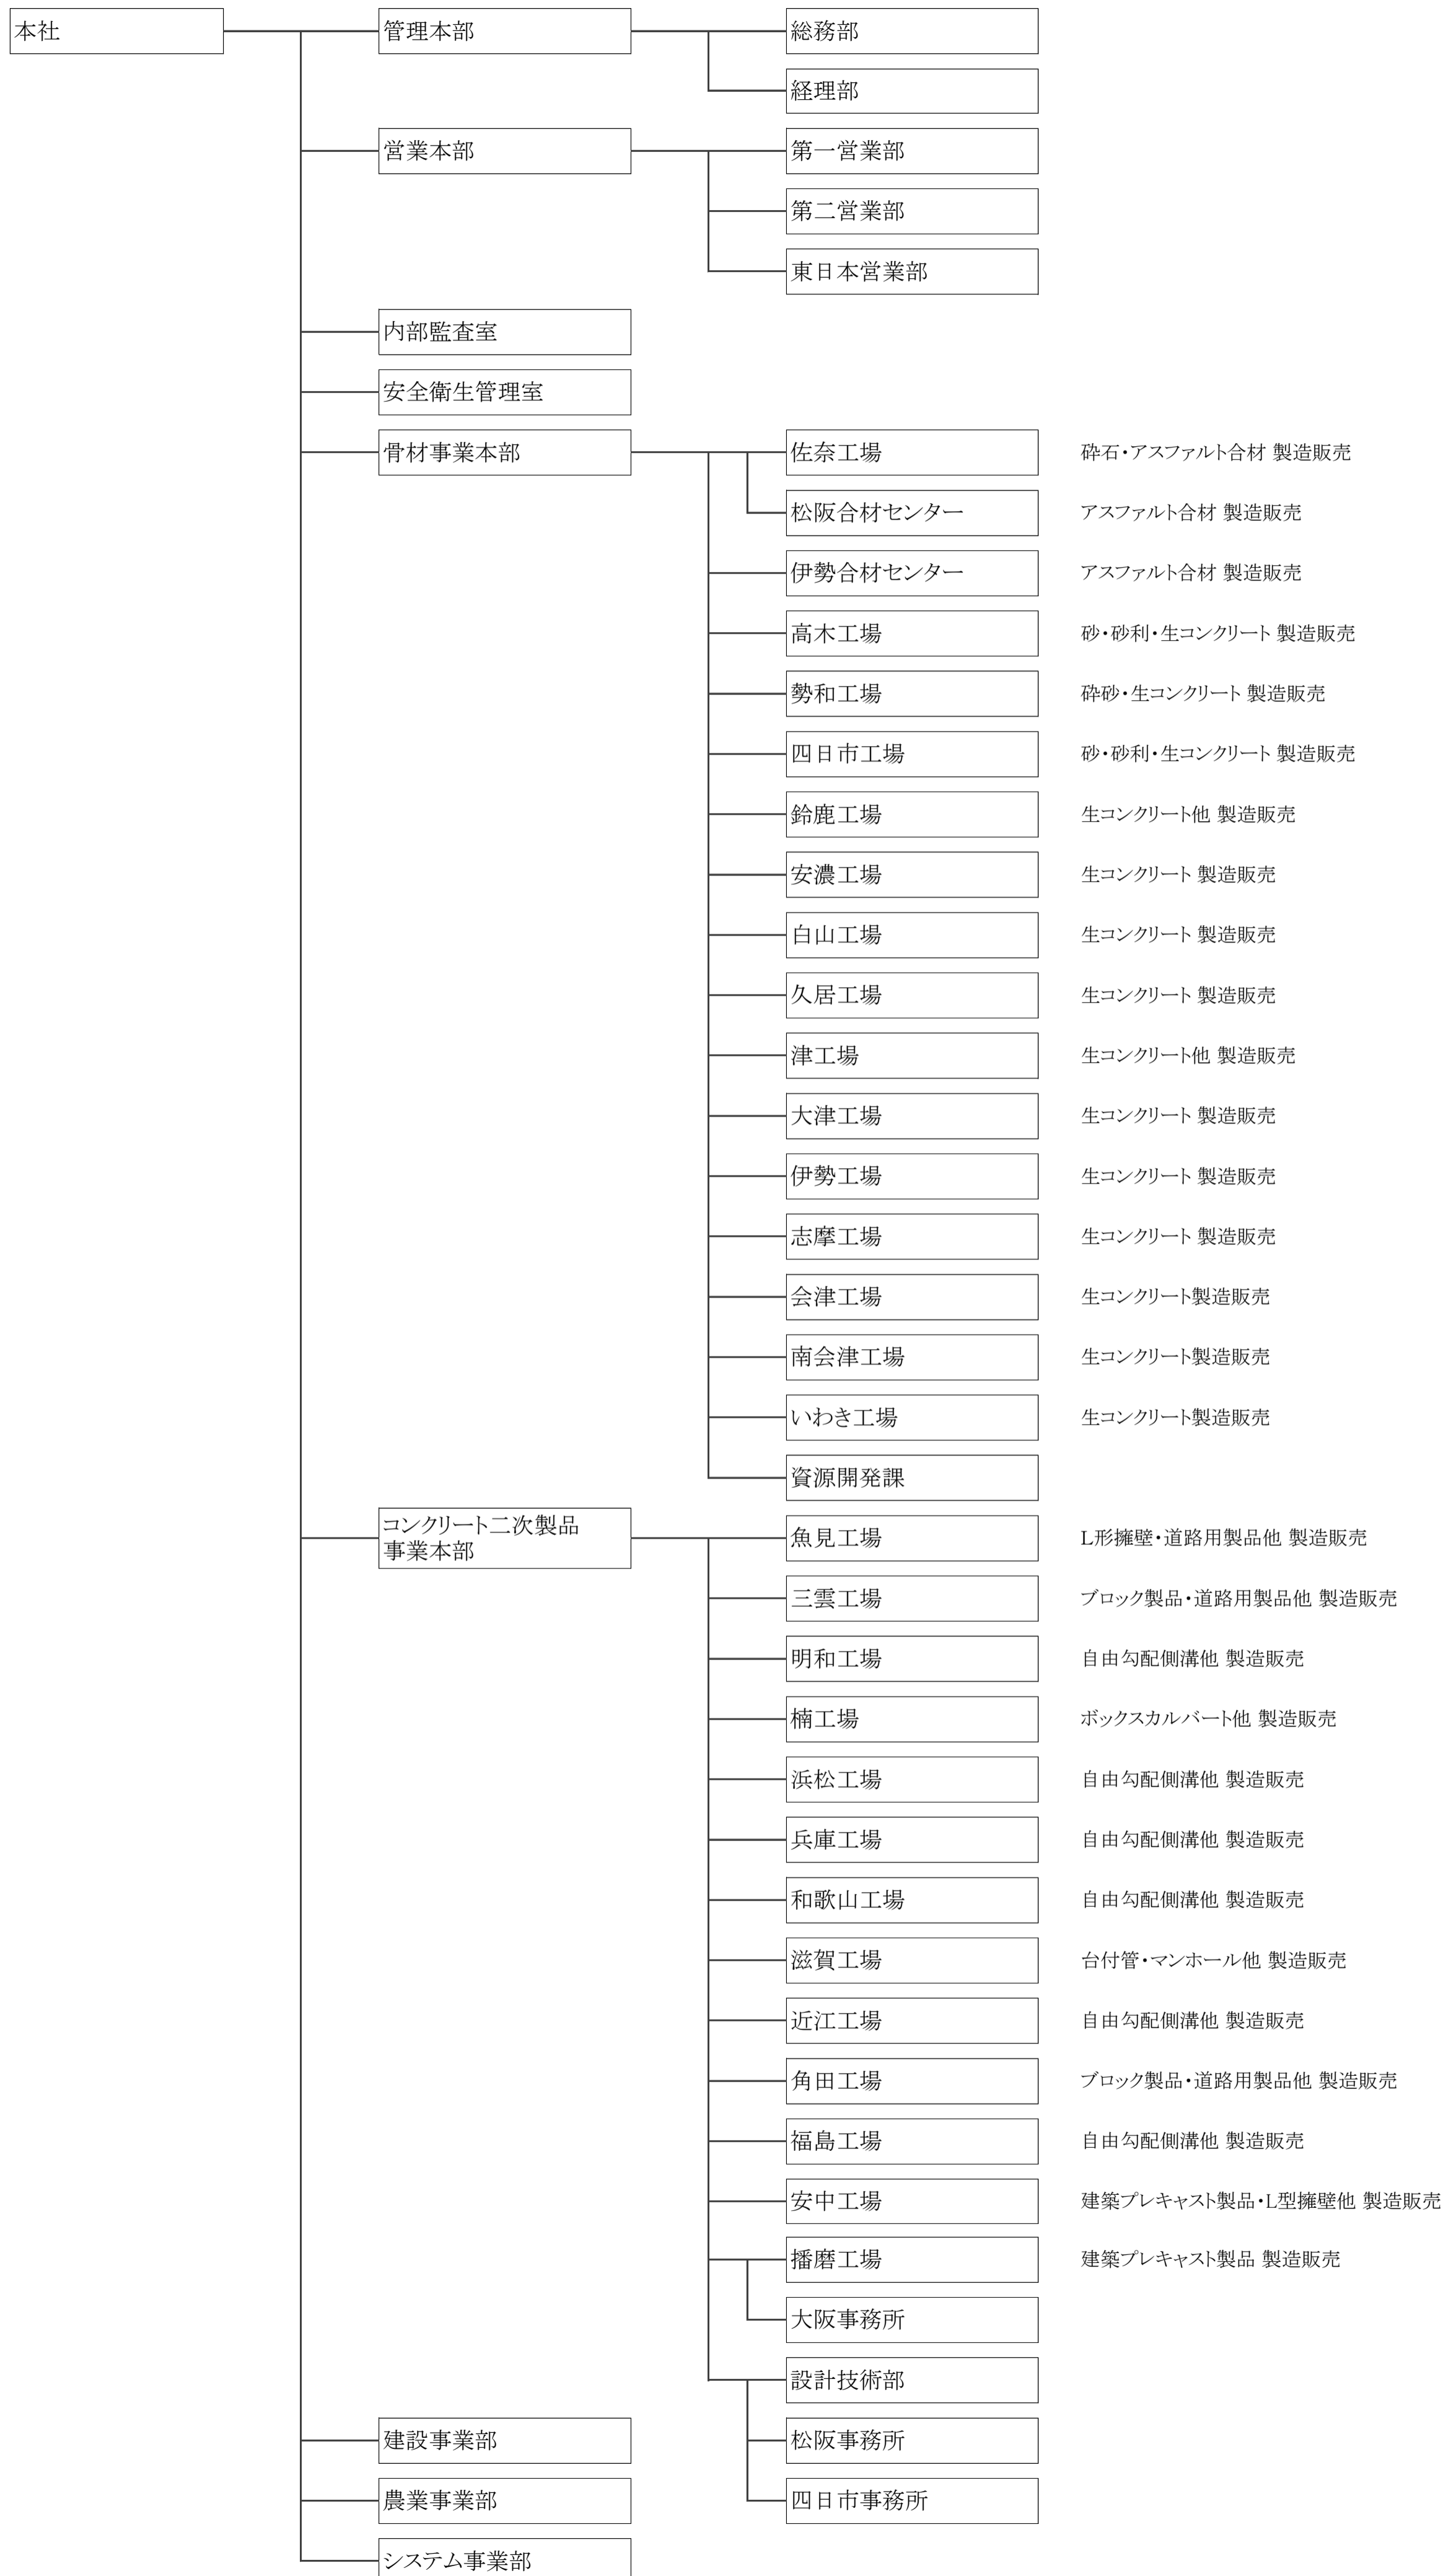 本社
管理本部
総務部
経理部
営業本部
第一営業部
第二営業部
東日本営業部
内部監査室
安全衛生管理室
骨材事業本部
佐奈工場
砕石・アスファルト合材 製造販売
松阪合材センター
アスファルト合材 製造販売
伊勢合材センター
アスファルト合材 製造販売
高木工場
砂・砂利・生コンクリート 製造販売
勢和工場
砕砂・生コンクリート 製造販売
四日市工場
砂・砂利・生コンクリート 製造販売
鈴鹿工場
生コンクリート他 製造販売
安濃工場
生コンクリート 製造販売
白山工場
生コンクリート 製造販売
久居工場
生コンクリート 製造販売
津工場
生コンクリート他 製造販売
大津工場
生コンクリート 製造販売
伊勢工場
生コンクリート 製造販売
志摩工場
生コンクリート 製造販売
会津工場
生コンクリート製造販売
南会津工場
生コンクリート製造販売
いわき工場
生コンクリート製造販売
資源開発課
コンクリート二次製品
事業本部
魚見工場
L形擁壁・道路用製品他 製造販売
三雲工場
ブロック製品・道路用製品他 製造販売
明和工場
自由勾配側溝他 製造販売
楠工場
ボックスカルバート他 製造販売
浜松工場
自由勾配側溝他 製造販売
兵庫工場
自由勾配側溝他 製造販売
和歌山工場
自由勾配側溝他 製造販売
滋賀工場
台付管・マンホール他 製造販売
近江工場
自由勾配側溝他 製造販売
角田工場
ブロック製品・道路用製品他 製造販売
福島工場
自由勾配側溝他 製造販売
安中工場
建築プレキャスト製品・L型擁壁他 製造販売
播磨工場
建築プレキャスト製品 製造販売
大阪事務所
設計技術部
建設事業部
松阪事務所
農業事業部
四日市事務所
システム事業部